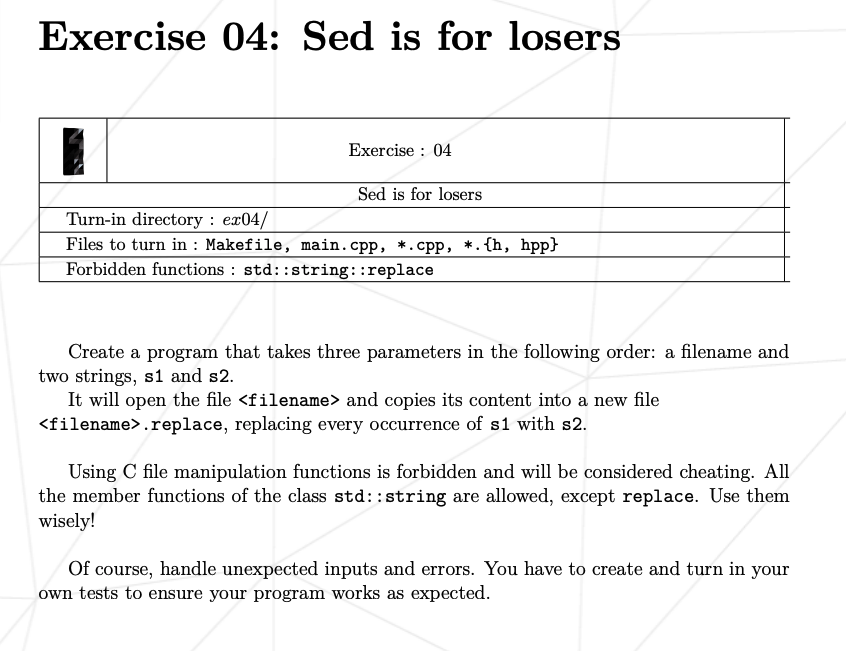 Exercise 04: Sed is for losers
Exercise : 04
Sed is for losers
Turn-in directory : ex04/
Files to turn in : Makefile, main.cpp, *.cpp, *.{h, hpp}
Forbidden functions : std::string::replace
Create a program that takes three parameters in the following order: a filename and
two strings, s1 and s2.
It will open the file <filename> and copies its content into a new file
<filename>.replace, replacing every occurrence of s1 with s2.
Using C file manipulation functions is forbidden and will be considered cheating. All
the member functions of the class std::string are allowed, except replace. Use them
wisely!
Of course, handle unexpected inputs and errors. You have to create and turn in your
own tests to ensure your program works as expected.